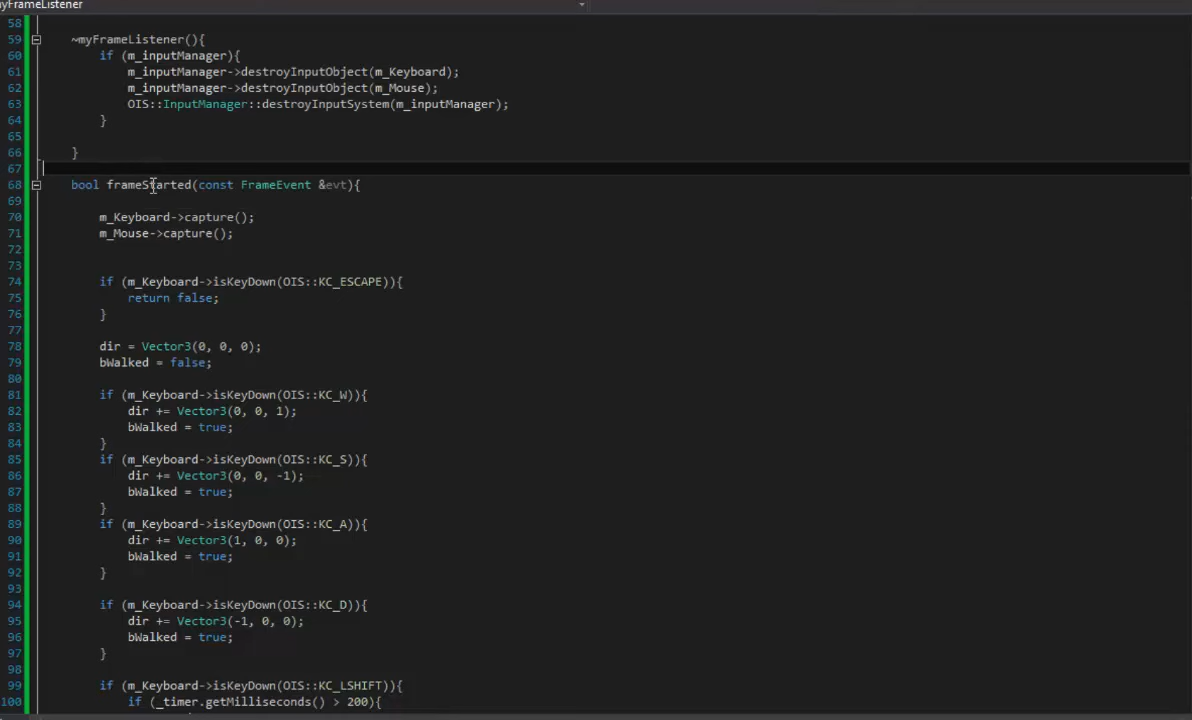 myFrameListener
58
59 ~myFrameListener(){
60 if (m_inputManager){
61 m_inputManager->destroyInputObject(m_Keyboard);
62 m_inputManager->destroyInputObject(m_Mouse);
63 OIS::InputManager::destroyInputSystem(m_inputManager);
64 }
65
66 }
67
68 bool frameStarted(const FrameEvent &evt){
69
70 m_Keyboard->capture();
71 m_Mouse->capture();
72
73
74 if (m_Keyboard->isKeyDown(OIS::KC_ESCAPE)){
75 return false;
76 }
77
78 dir = Vector3(0, 0, 0);
79 bWalked = false;
80
81 if (m_Keyboard->isKeyDown(OIS::KC_W)){
82 dir += Vector3(0, 0, 1);
83 bWalked = true;
84 }
85 if (m_Keyboard->isKeyDown(OIS::KC_S)){
86 dir += Vector3(0, 0, -1);
87 bWalked = true;
88 }
89 if (m_Keyboard->isKeyDown(OIS::KC_A)){
90 dir += Vector3(1, 0, 0);
91 bWalked = true;
92 }
93
94 if (m_Keyboard->isKeyDown(OIS::KC_D)){
95 dir += Vector3(-1, 0, 0);
96 bWalked = true;
97 }
98
99 if (m_Keyboard->isKeyDown(OIS::KC_LSHIFT)){
100 if (_timer.getMilliseconds() > 200){